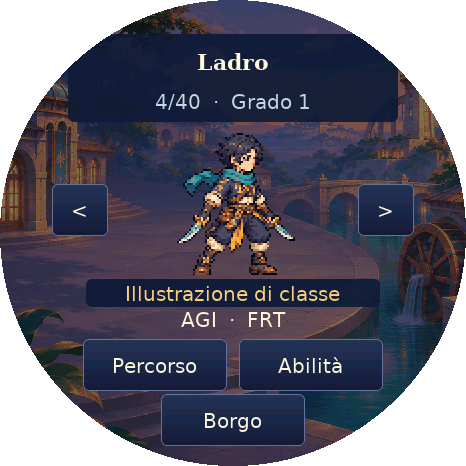 Ladro
4/40 · Grado 1
< >
Illustrazione di classe
AGI · FRT
Percorso Abilità
Borgo